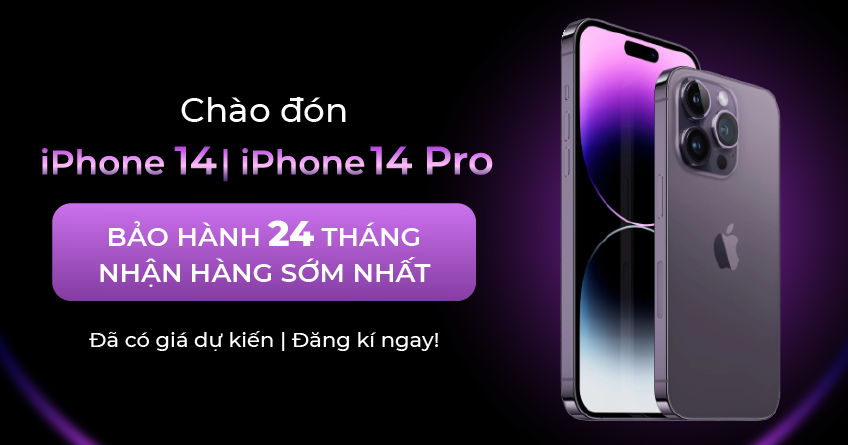 Chào đón
iPhone 14| iPhone 14 Pro
BẢO HÀNH 24 THÁNG
NHẬN HÀNG SỚM NHẤT
Đã có giá dự kiến | Đăng kí ngay!